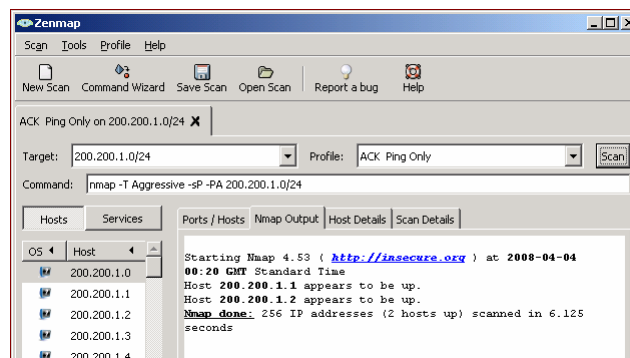 Zenmap
Scan Tools Profile Help
New Scan Command Wizard Save Scan Open Scan Report a bug Help
ACK Ping Only on 200.200.1.0/24
Target: 200.200.1.0/24 Profile: ACK Ping Only Scan
Command: nmap -T Aggressive -sP -PA 200.200.1.0/24
Hosts Services Ports / Hosts Nmap Output Host Details Scan Details
OS Host
200.200.1.0
200.200.1.1
200.200.1.2
200.200.1.3
200.200.1.4
Starting Nmap 4.53 ( http://insecure.org ) at 2008-04-04
00:20 GMT Standard Time
Host 200.200.1.1 appears to be up.
Host 200.200.1.2 appears to be up.
Nmap done: 256 IP addresses (2 hosts up) scanned in 6.125
seconds